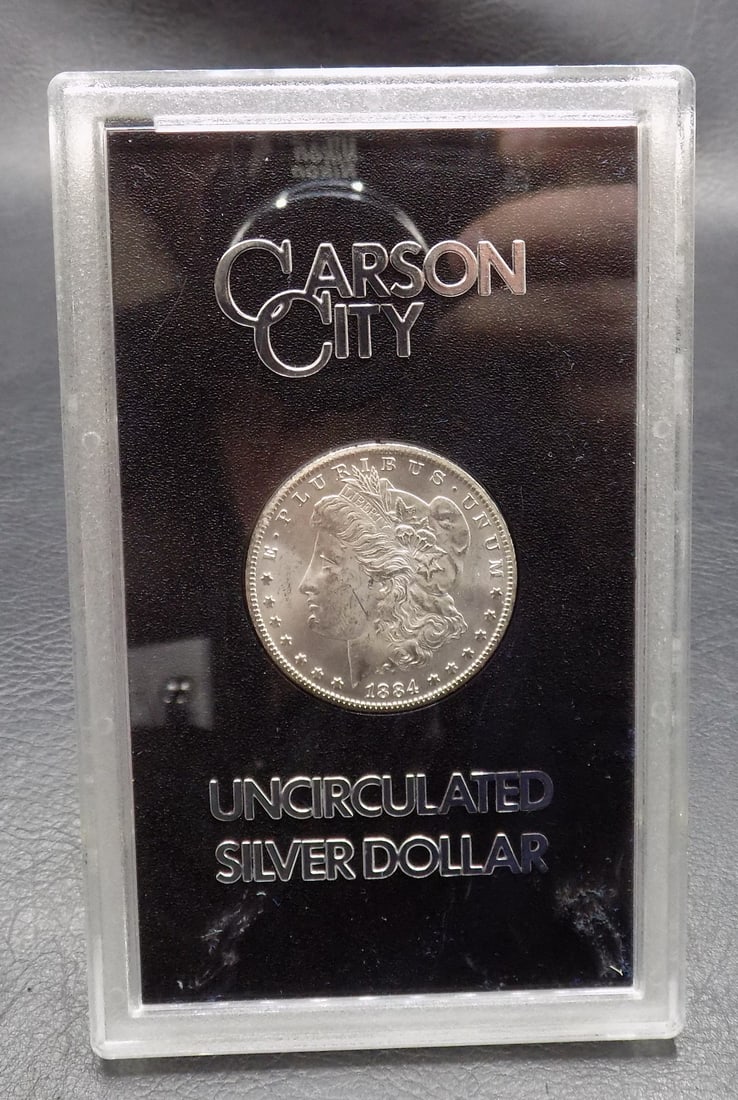 CARSON
CITY
E·PLURIBUS·UNUM
LIBERTY
1884
UNCIRCULATED
SILVER DOLLAR